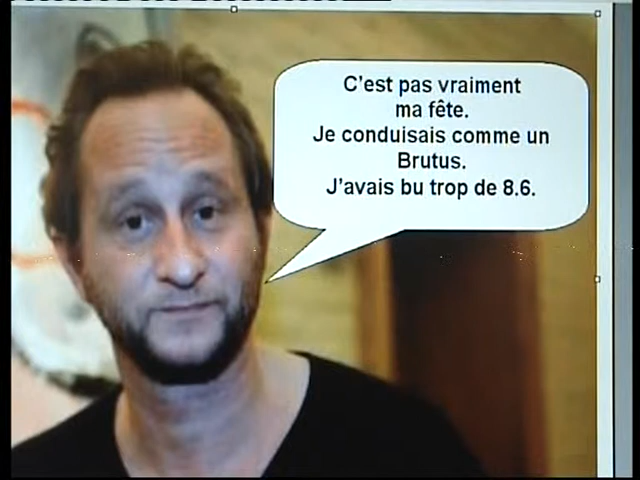 C'est pas vraiment
ma fête.
Je conduisais comme un
Brutus.
J'avais bu trop de 8.6.